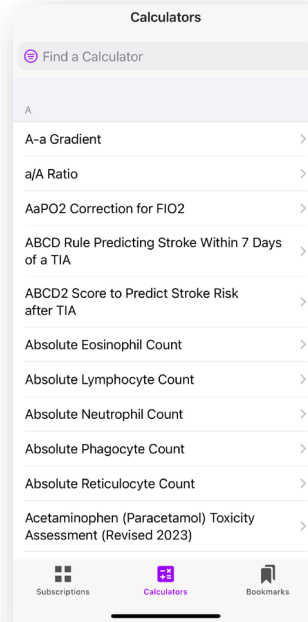 Calculators
Find a Calculator
A
A-a Gradient
a/A Ratio
AaPO2 Correction for FIO2
ABCD Rule Predicting Stroke Within 7 Days
of a TIA
ABCD2 Score to Predict Stroke Risk
after TIA
Absolute Eosinophil Count
Absolute Lymphocyte Count
Absolute Neutrophil Count
Absolute Phagocyte Count
Absolute Reticulocyte Count
Acetaminophen (Paracetamol) Toxicity
Assessment (Revised 2023)
Subscriptions Calculators Bookmarks